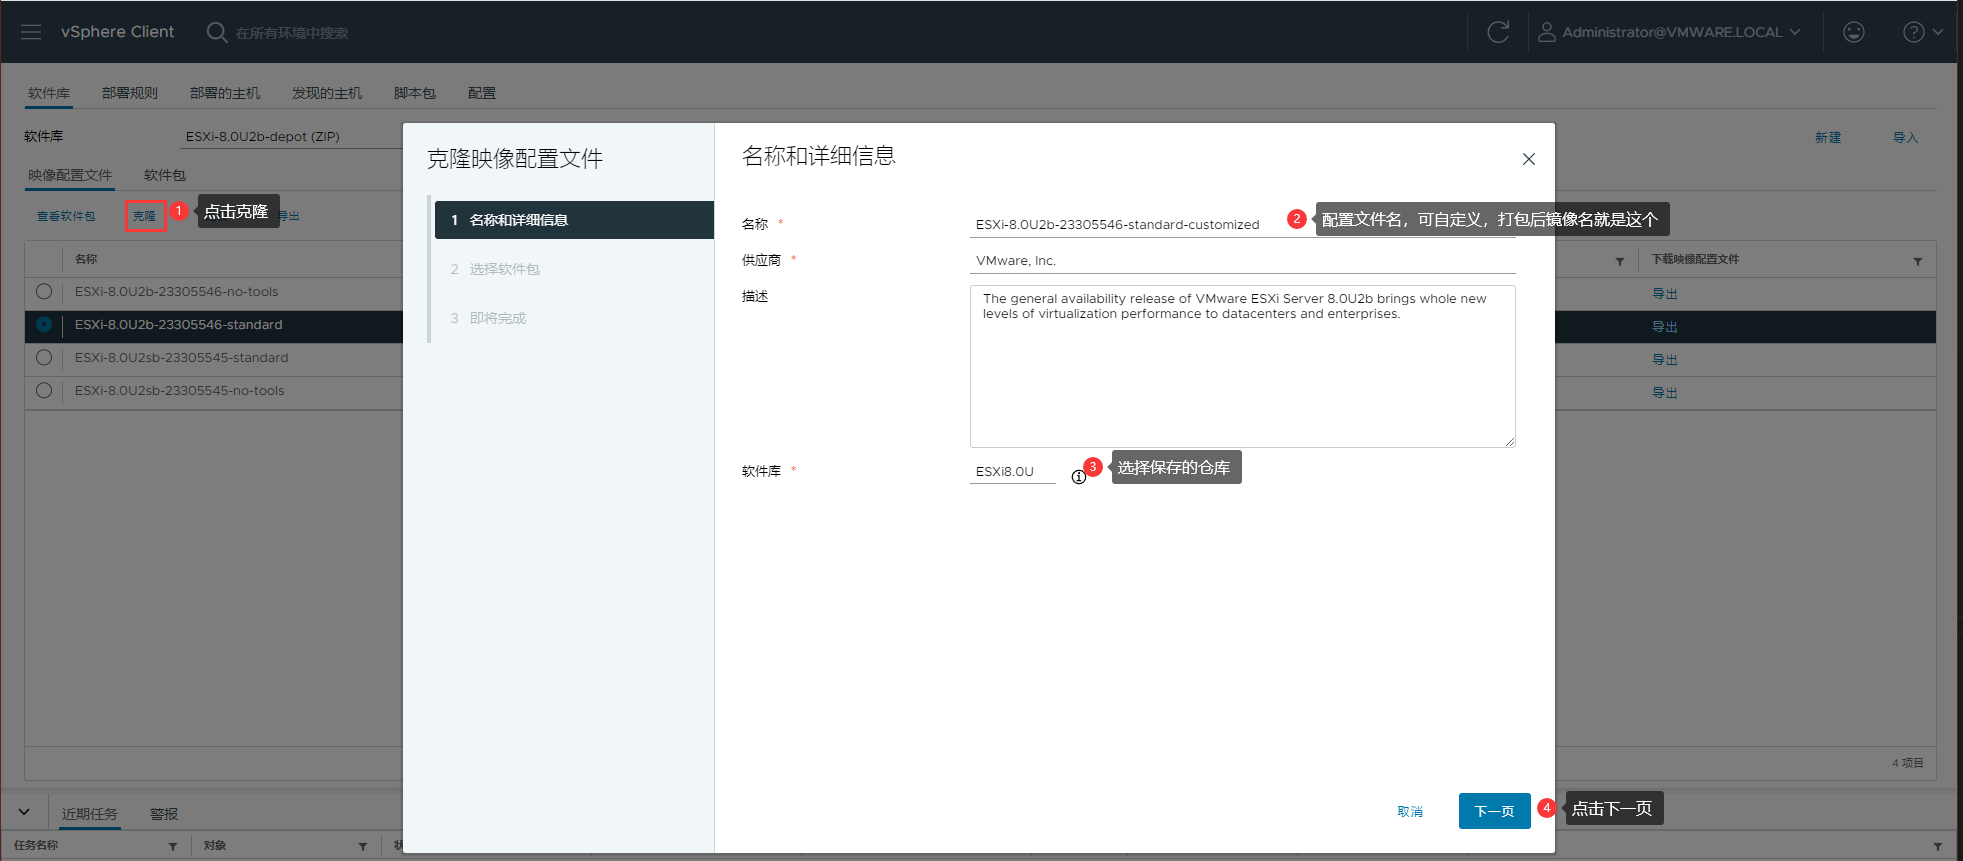 vSphere Client
在所有环境中搜索
Administrator@VMWARE.LOCAL
软件库 部署规则 部署的主机 发现的主机 脚本包 配置
软件库 ESXi-8.0U2b-depot (ZIP) 新建 导入
映像配置文件 软件包
查看软件包 克隆 1 点击克隆 导出
名称 下载映像配置文件
ESXi-8.0U2b-23305546-no-tools 导出
ESXi-8.0U2b-23305546-standard 导出
ESXi-8.0U2sb-23305545-standard 导出
ESXi-8.0U2sb-23305545-no-tools 导出
4 项目
克隆映像配置文件
1 名称和详细信息
2 选择软件包
3 即将完成
名称和详细信息
名称 * ESXi-8.0U2b-23305546-standard-customized
2 配置文件名，可自定义，打包后镜像名就是这个
供应商 * VMware, Inc.
描述
The general availability release of VMware ESXi Server 8.0U2b brings whole new
levels of virtualization performance to datacenters and enterprises.
软件库 * ESXi8.0U
3 选择保存的仓库
取消 下一页
4 点击下一页
近期任务 警报
任务名称 对象